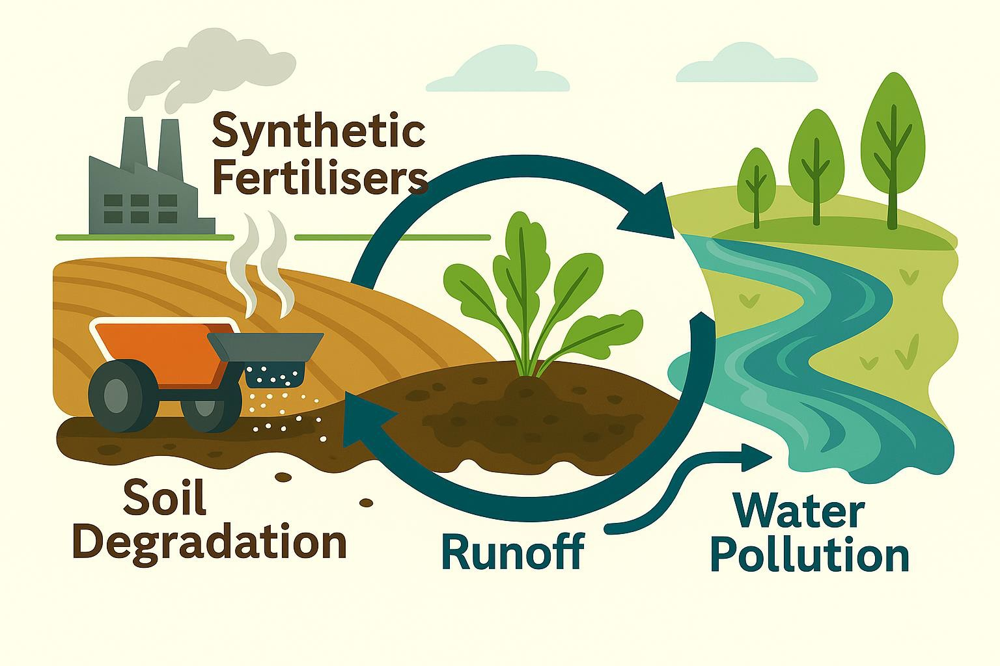 Synthetic
Fertilisers
Soil
Degradation
Runoff
Water
Pollution